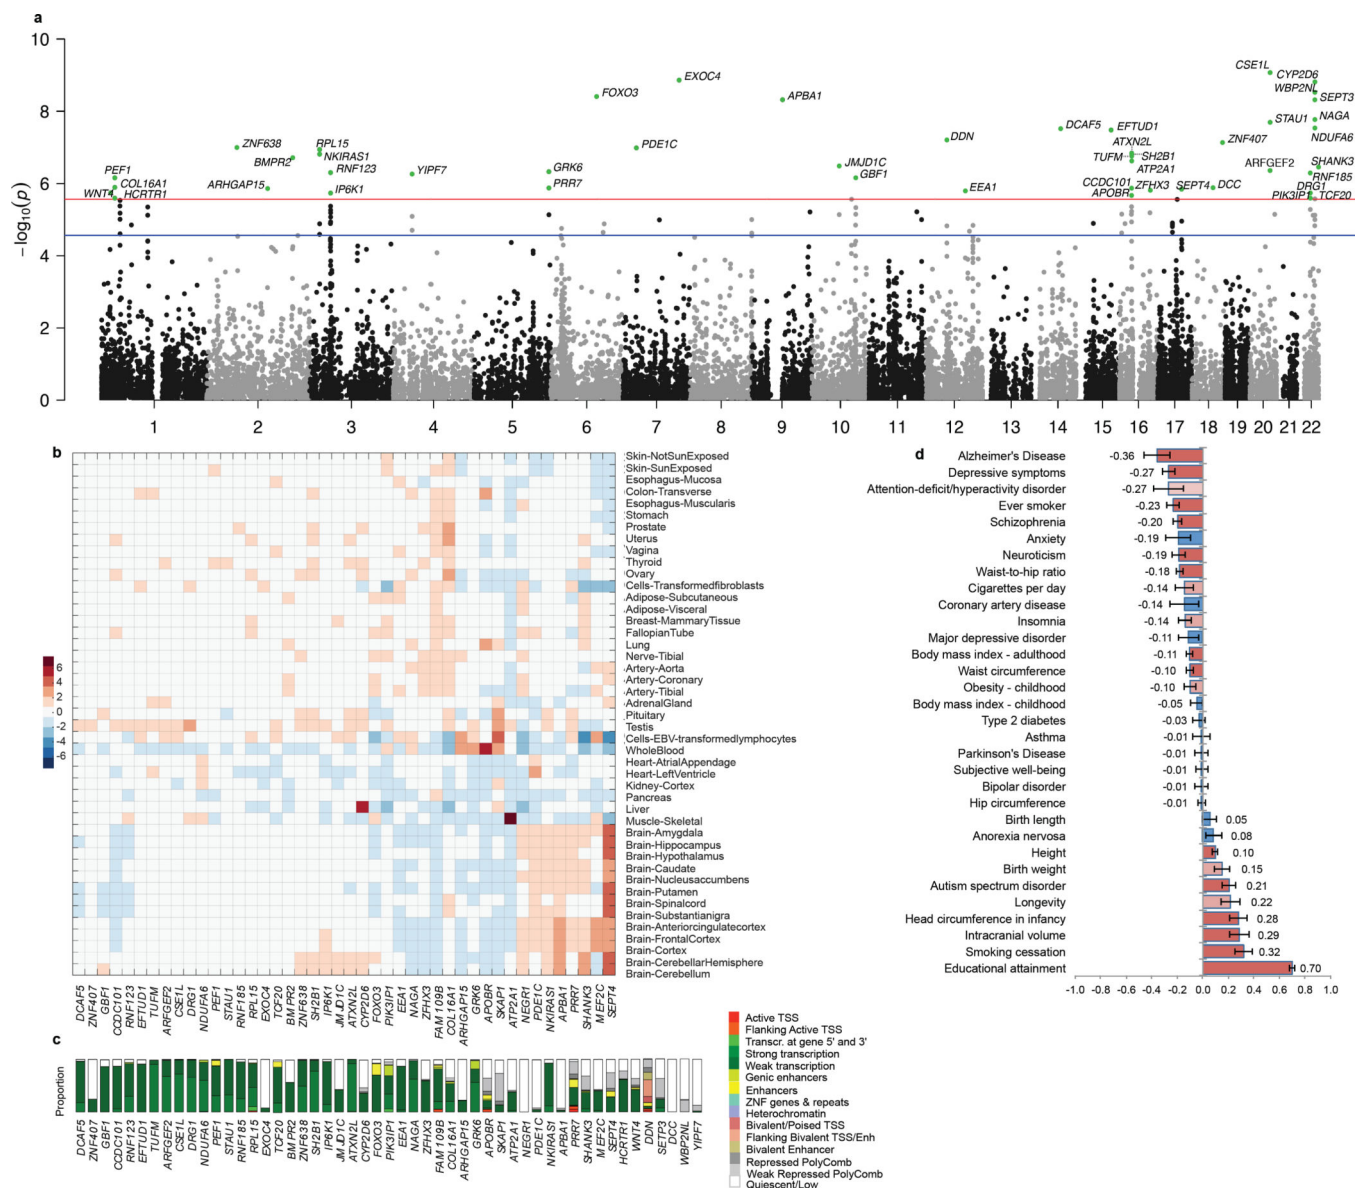 a
10
8
6
4
2
0
−log10(p)
WNT4
PEF1
COL16A1
HCRTR1
ZNF638
BMPR2
ARHGAP15
RPL15
NKIRAS1
RNF123
IP6K1
YIPF7
GRK6
PRR7
FOXO3
PDE1C
EXOC4
APBA1
JMJD1C
GBF1
DDN
EEA1
DCAF5
EFTUD1
ATXN2L
TUFM
SH2B1
ATP2A1
CCDC101
APOBR
ZFHX3
SEPT4
DCC
ZNF407
CSE1L
STAU1
ARFGEF2
CYP2D6
WBP2NL
SEPT3
NAGA
NDUFA6
SHANK3
RNF185
DRG1
PIK3IP1
TCF20
1 2 3 4 5 6 7 8 9 10 11 12 13 14 15 16 17 18 19 20 21 22
b
6
4
2
0
-2
-4
-6
Skin-NotSunExposed
Skin-SunExposed
Esophagus-Mucosa
Colon-Transverse
Esophagus-Muscularis
Stomach
Prostate
Uterus
Vagina
Thyroid
Ovary
Cells-Transformedfibroblasts
Adipose-Subcutaneous
Adipose-Visceral
Breast-MammaryTissue
FallopianTube
Lung
Nerve-Tibial
Artery-Aorta
Artery-Coronary
Artery-Tibial
AdrenalGland
Pituitary
Testis
Cells-EBV-transformedlymphocytes
WholeBlood
Heart-AtrialAppendage
Heart-LeftVentricle
Kidney-Cortex
Pancreas
Liver
Muscle-Skeletal
Brain-Amygdala
Brain-Hippocampus
Brain-Hypothalamus
Brain-Caudate
Brain-Nucleusaccumbens
Brain-Putamen
Brain-Spinalcord
Brain-Substantianigra
Brain-Anteriorcingulatecortex
Brain-FrontalCortex
Brain-Cortex
Brain-CerebellarHemisphere
Brain-Cerebellum
DCAF5 ZNF407 GBF1 CCDC101 RNF123 EFTUD1 TUFM ARFGEF2 CSE1L DRG1 NDUFA6 PEF1 STAU1 RNF185 RPL15 EXOC4 TCF20 BMPR2 ZNF638 SH2B1 IP6K1 JMJD1C ATXN2L CYP2D6 FOXO3 PIK3IP1 EEA1 NAGA ZFHX3 FAM109B COL16A1 ARHGAP15 GRK6 APOBR SKAP1 ATP2A1 NEGR1 PDE1C NKIRAS1 APBA1 PRR7 SHANK3 MEF2C SEPT4
c
Proportion
DCAF5 ZNF407 GBF1 CCDC101 RNF123 EFTUD1 TUFM ARFGEF2 CSE1L DRG1 NDUFA6 PEF1 STAU1 RNF185 RPL15 EXOC4 TCF20 BMPR2 ZNF638 SH2B1 IP6K1 JMJD1C ATXN2L CYP2D6 FOXO3 PIK3IP1 EEA1 NAGA ZFHX3 FAM109B COL16A1 ARHGAP15 GRK6 APOBR SKAP1 ATP2A1 NEGR1 PDE1C NKIRAS1 APBA1 PRR7 SHANK3 MEF2C SEPT4 HCRTR1 WNT4 DDN SETP3 DCC WBP2NL YIPF7
Active TSS
Flanking Active TSS
Transcr. at gene 5' and 3'
Strong transcription
Weak transcription
Genic enhancers
Enhancers
ZNF genes & repeats
Heterochromatin
Bivalent/Poised TSS
Flanking Bivalent TSS/Enh
Bivalent Enhancer
Repressed PolyComb
Weak Repressed PolyComb
Quiescent/Low
d
Alzheimer's Disease -0.36
Depressive symptoms -0.27
Attention-deficit/hyperactivity disorder -0.27
Ever smoker -0.23
Schizophrenia -0.20
Anxiety -0.19
Neuroticism -0.19
Waist-to-hip ratio -0.18
Cigarettes per day -0.14
Coronary artery disease -0.14
Insomnia -0.14
Major depressive disorder -0.11
Body mass index - adulthood -0.11
Waist circumference -0.10
Obesity - childhood -0.10
Body mass index - childhood -0.05
Type 2 diabetes -0.03
Asthma -0.01
Parkinson's Disease -0.01
Subjective well-being -0.01
Bipolar disorder -0.01
Hip circumference -0.01
Birth length 0.05
Anorexia nervosa 0.08
Height 0.10
Birth weight 0.15
Autism spectrum disorder 0.21
Longevity 0.22
Head circumference in infancy 0.28
Intracranial volume 0.29
Smoking cessation 0.32
Educational attainment 0.70
-1.0 -0.8 -0.6 -0.4 -0.2 0 0.2 0.4 0.6 0.8 1.0